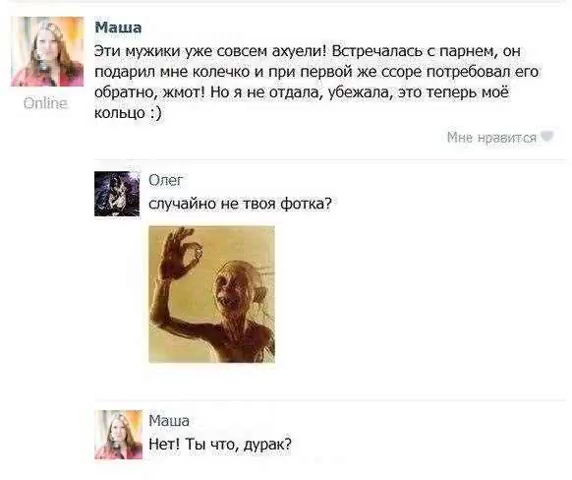 Маша
Эти мужики уже совсем ахуели! Встречалась с парнем, он
подарил мне колечко и при первой же ссоре потребовал его
обратно, жмот! Но я не отдала, убежала, это теперь моё
кольцо :)
Online
Мне нравится
Олег
случайно не твоя фотка?
Маша
Нет! Ты что, дурак?